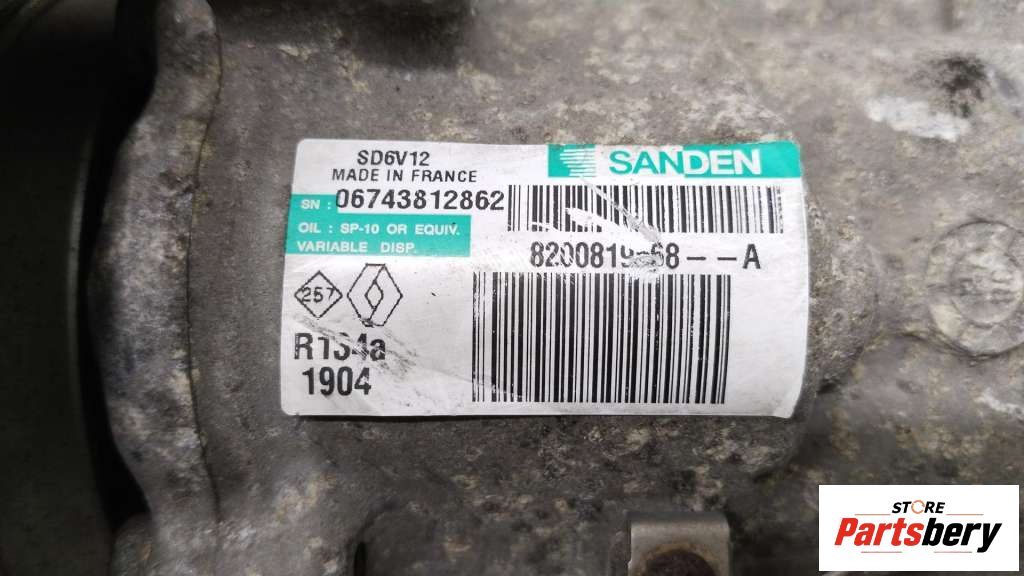 SD6V12
MADE IN FRANCE
SANDEN
SN : 06743812862
OIL : SP-10 OR EQUIV.
VARIABLE DISP.
257
R134a
1904
STORE
Partsbery